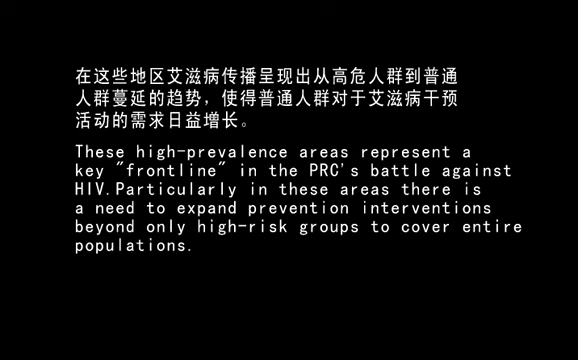 在这些地区艾滋病传播呈现出从高危人群到普通
人群蔓延的趋势，使得普通人群对于艾滋病干预
活动的需求日益增长。
These high-prevalence areas represent a
key "frontline" in the PRC's battle against
HIV.Particularly in these areas there is
a need to expand prevention interventions
beyond only high-risk groups to cover entire
populations.